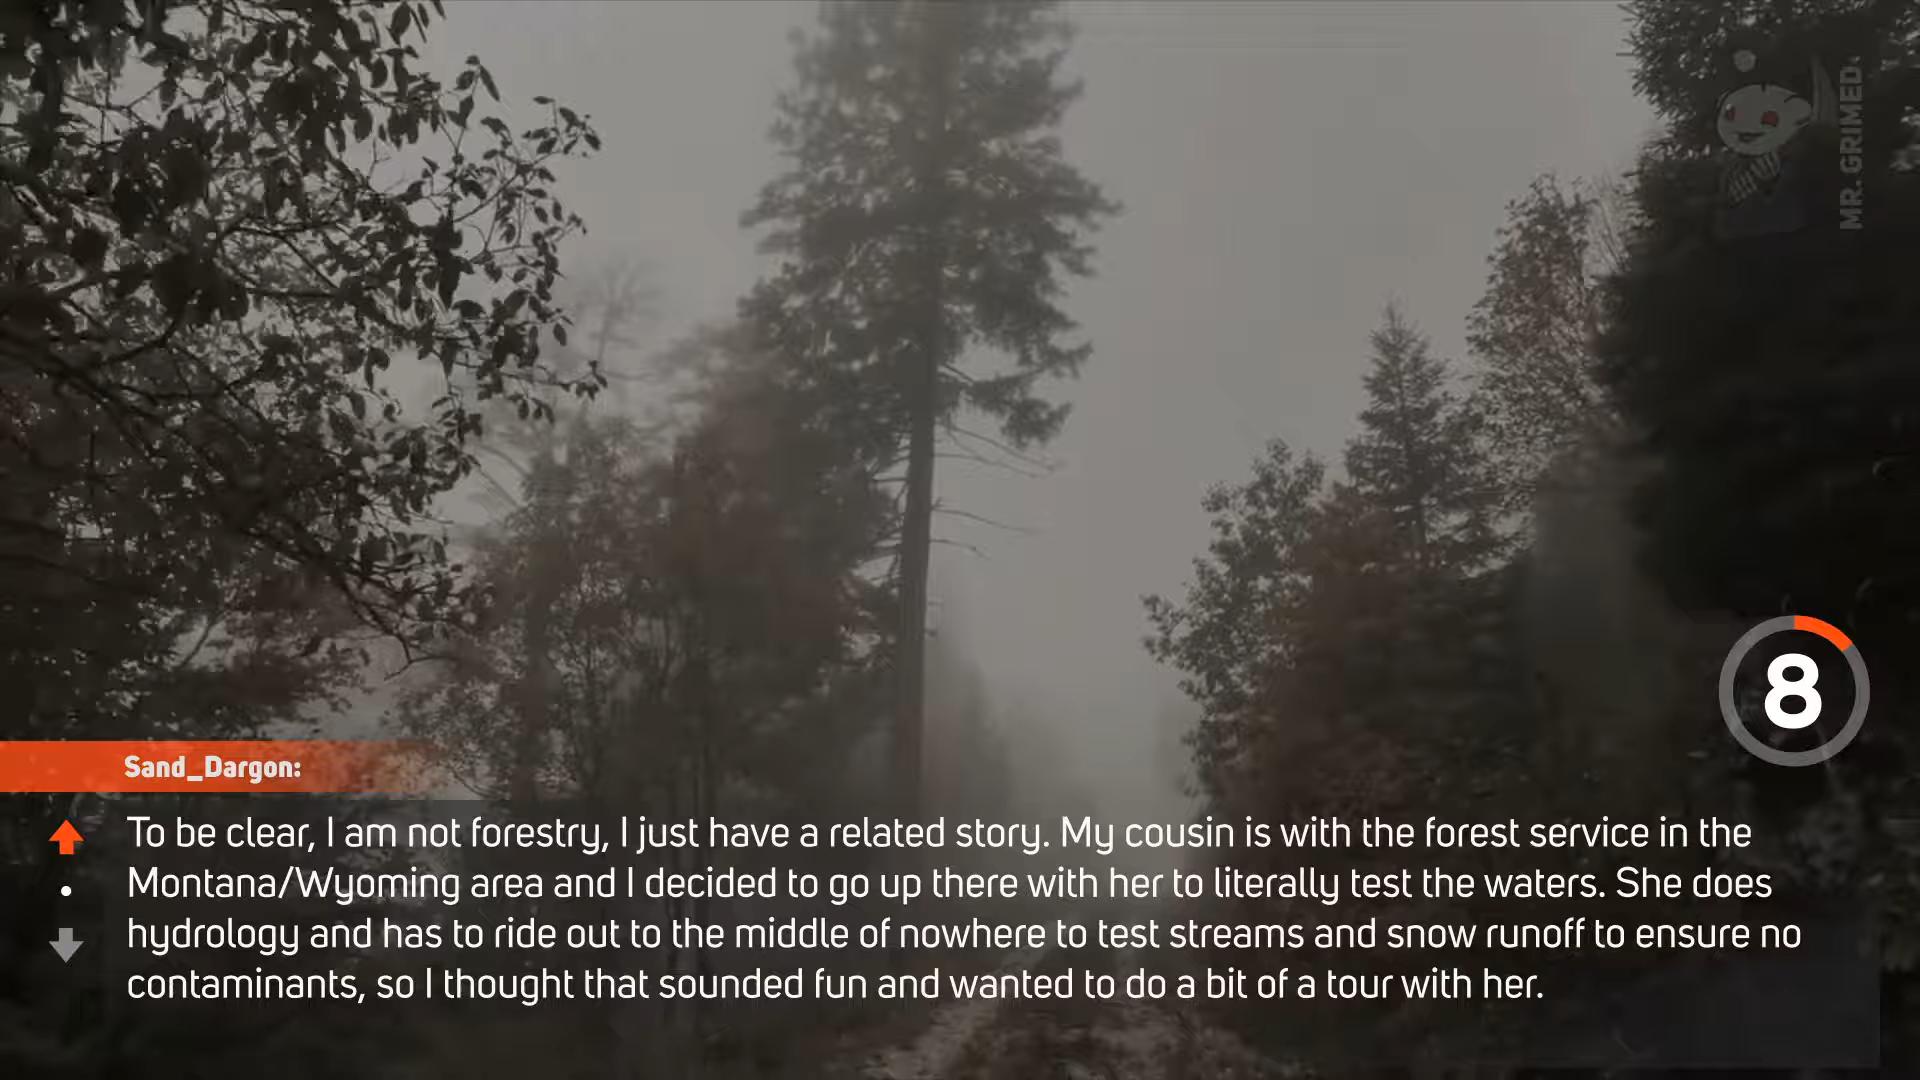 MR. GRIMED
8
Sand_Dargon:
To be clear, I am not forestry, I just have a related story. My cousin is with the forest service in the
Montana/Wyoming area and I decided to go up there with her to literally test the waters. She does
hydrology and has to ride out to the middle of nowhere to test streams and snow runoff to ensure no
contaminants, so I thought that sounded fun and wanted to do a bit of a tour with her.